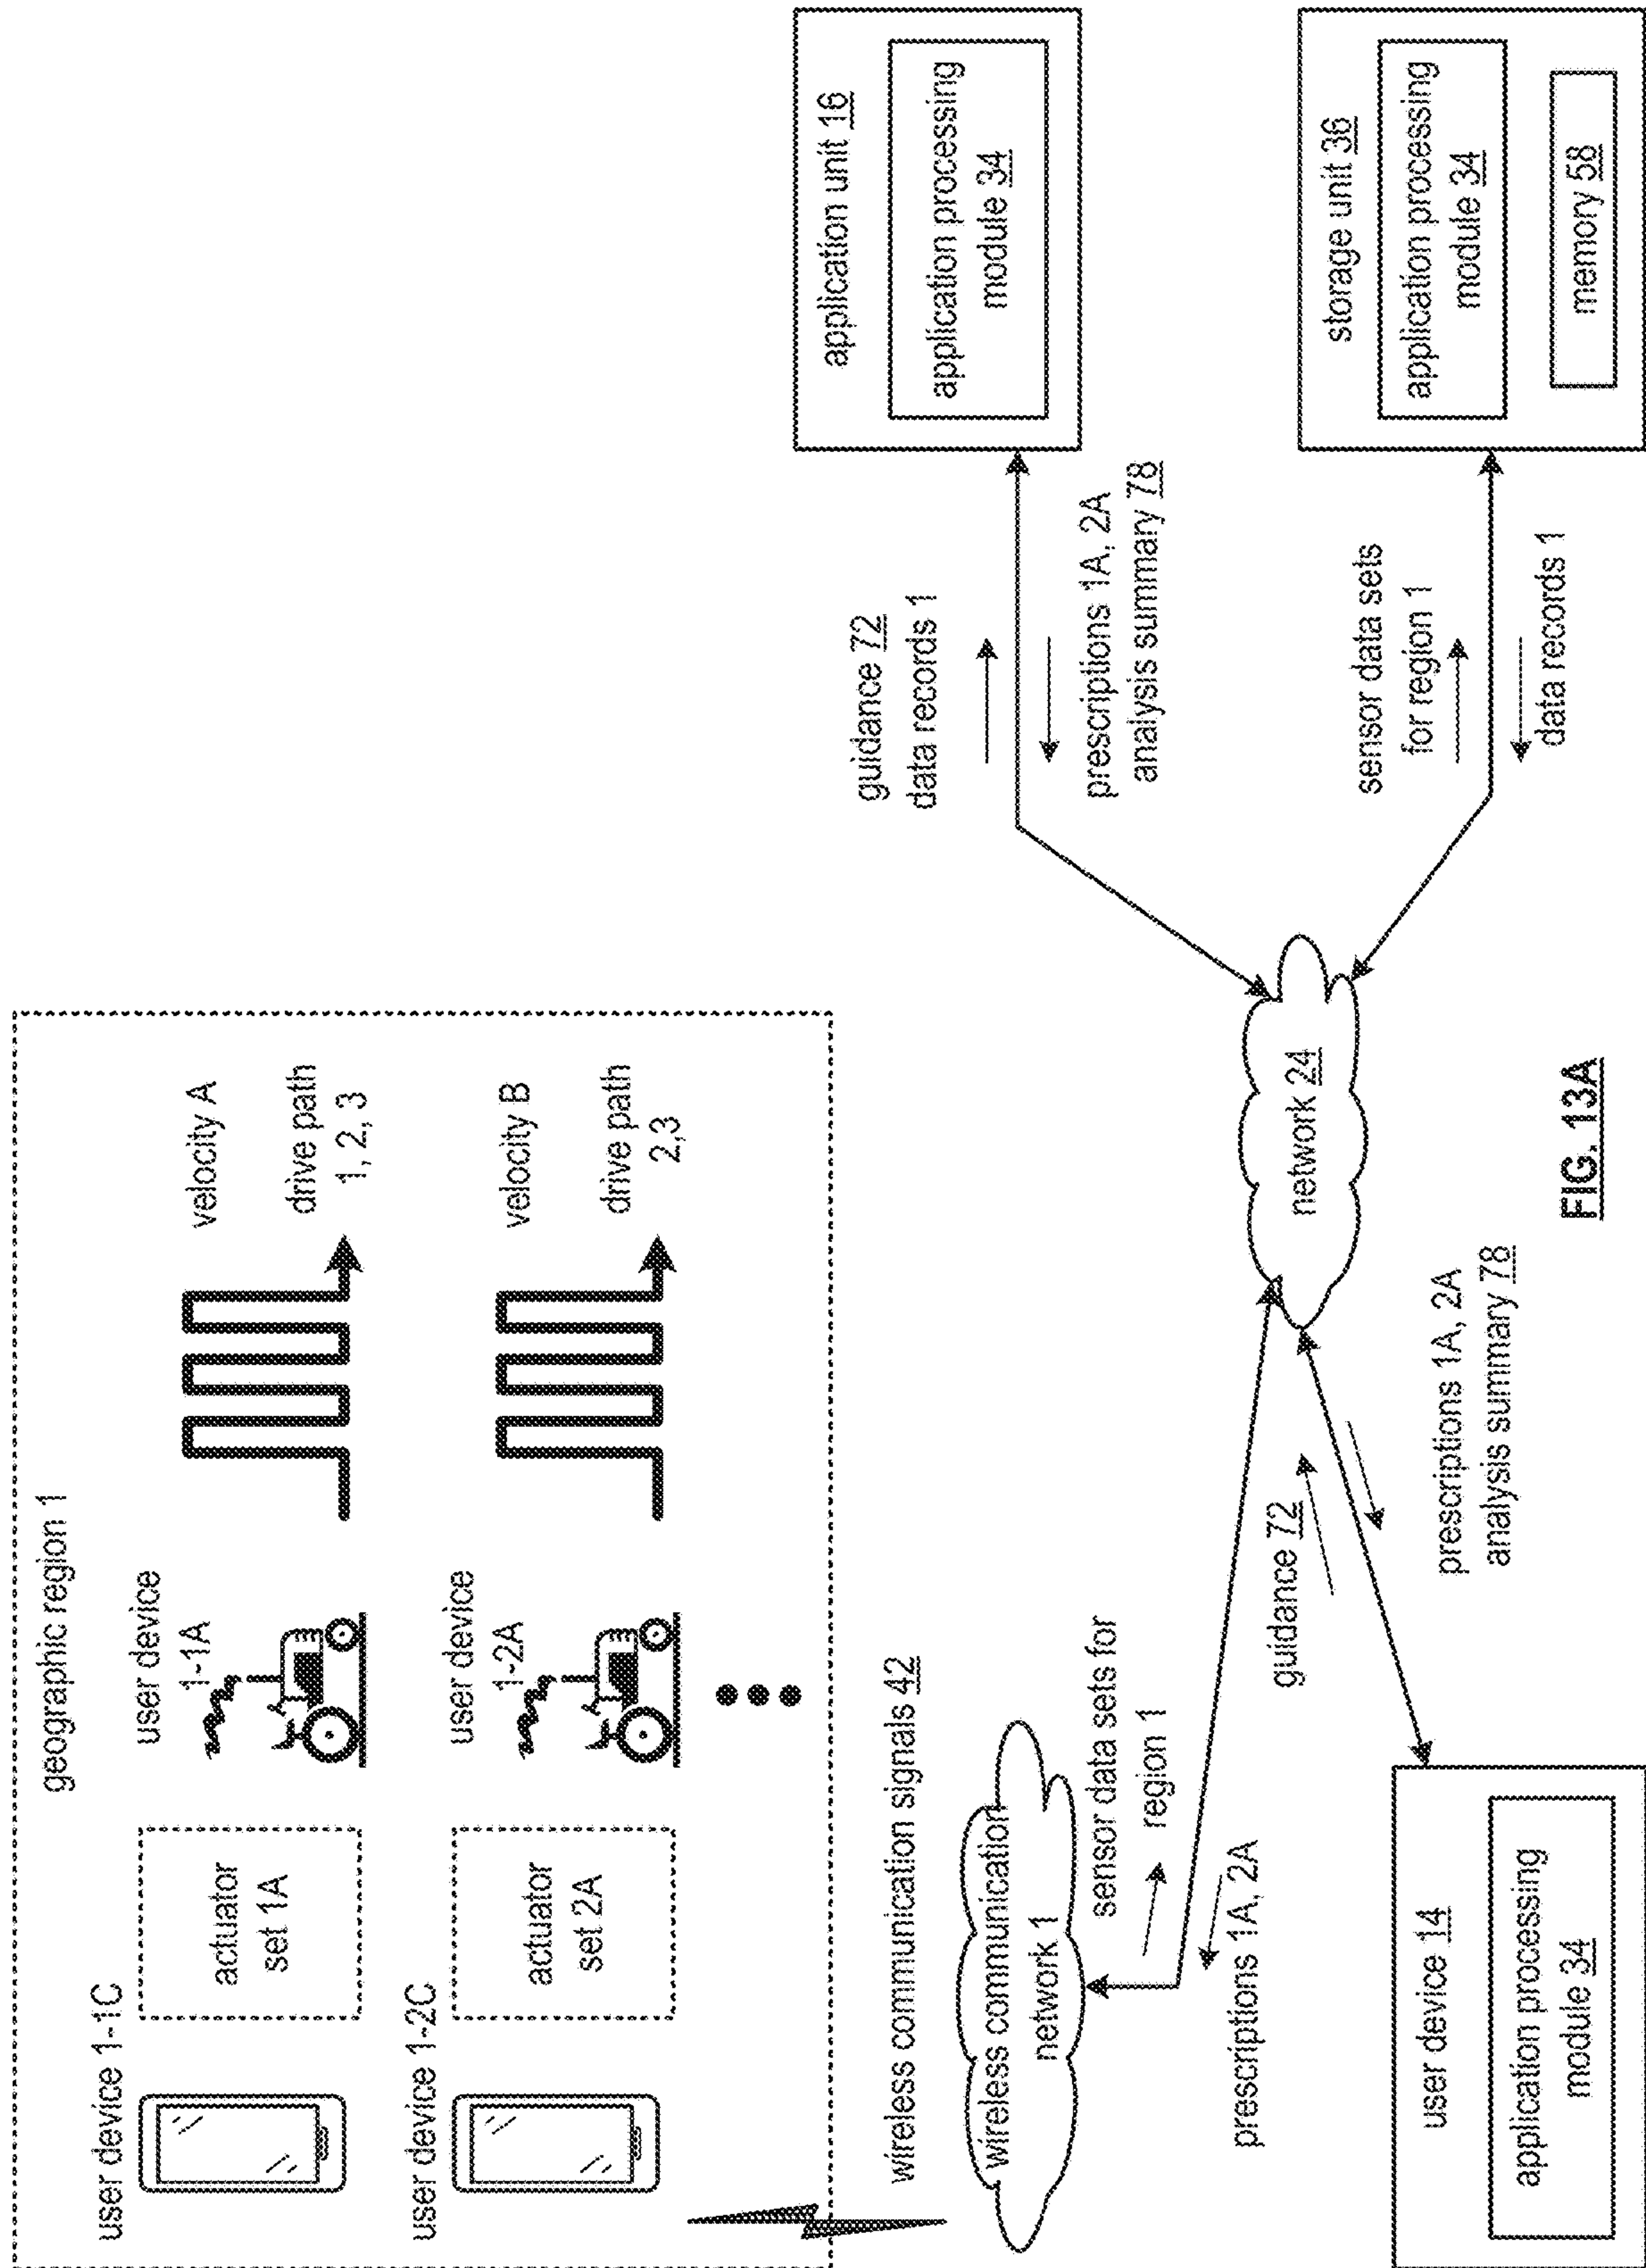 geographic region 1
user device 1-1C
actuator
set 1A
user device
1-1A
velocity A
drive path
1, 2, 3
user device 1-2C
actuator
set 2A
user device
1-2A
velocity B
drive path
2,3
wireless communication signals 42
wireless communication
network 1
sensor data sets for
region 1
prescriptions 1A, 2A
user device 14
application processing
module 34
guidance 72
prescriptions 1A, 2A
analysis summary 78
network 24
guidance 72
data records 1
prescriptions 1A, 2A
analysis summary 78
application unit 16
application processing
module 34
sensor data sets
for region 1
data records 1
storage unit 36
application processing
module 34
memory 58
FIG. 13A